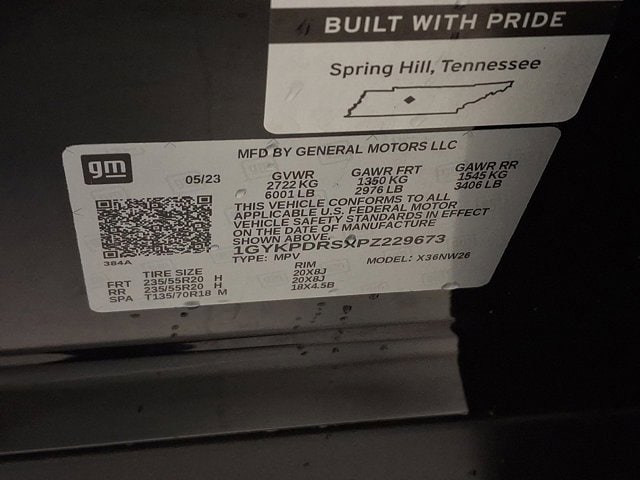 BUILT WITH PRIDE
Spring Hill, Tennessee
gm
MFD BY GENERAL MOTORS LLC
05/23
GVWR GAWR FRT GAWR RR
2722 KG 1350 KG 1545 KG
6001 LB 2976 LB 3406 LB
THIS VEHICLE CONFORMS TO ALL
APPLICABLE U.S. FEDERAL MOTOR
VEHICLE SAFETY STANDARDS IN EFFECT
ON THE DATE OF MANUFACTURE
SHOWN ABOVE.
1GYKPDRSXPZ229673
TYPE: MPV MODEL: X36NW26
384A
TIRE SIZE RIM
FRT 235/55R20 H 20X8J
RR 235/55R20 H 20X8J
SPA T135/70R18 M 18X4.5B